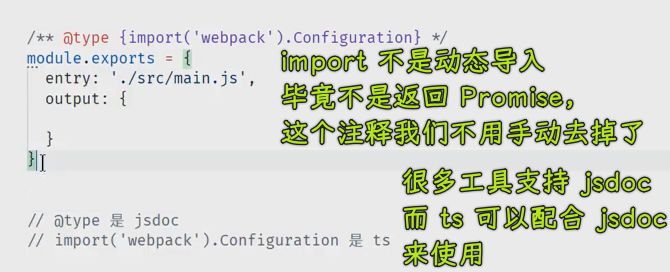 /** @type {import('webpack').Configuration} */
module.exports = {
entry: './src/main.js',
output: {
}
}
// @type 是 jsdoc
// import('webpack').Configuration 是 ts
import 不是动态导入
毕竟不是返回 Promise,
这个注释我们不用手动去掉了
很多工具支持 jsdoc
而 ts 可以配合 jsdoc
来使用